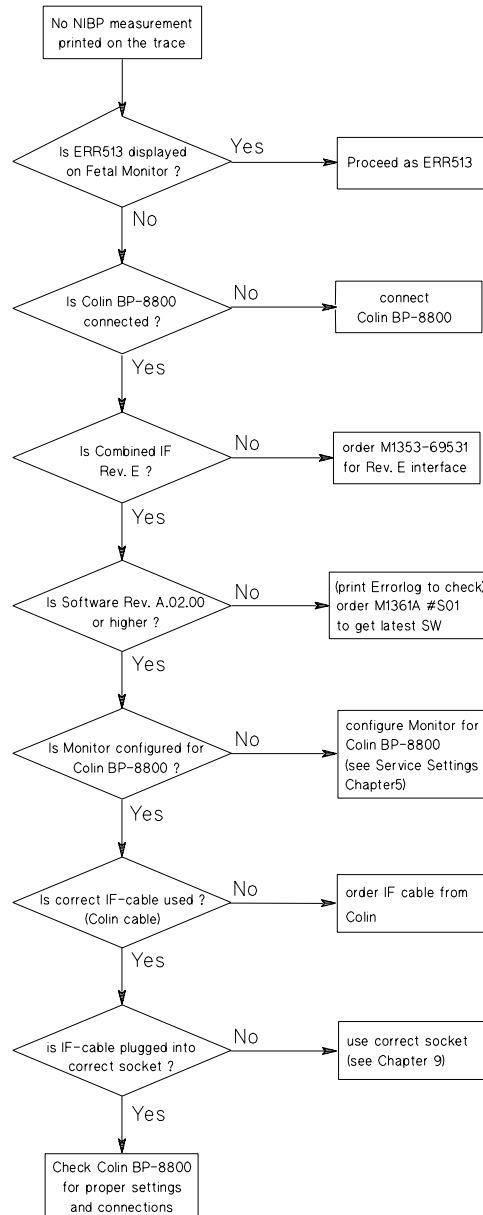 No NIBP measurement
printed on the trace
Is ERR513 displayed
on Fetal Monitor ?
Yes
Proceed as ERR513
No
Is Colin BP-8800
connected ?
No
connect
Colin BP-8800
Yes
Is Combined IF
Rev. E ?
No
order M1353-69531
for Rev. E interface
Yes
Is Software Rev. A.02.00
or higher ?
No
(print Errorlog to check)
order M1361A #S01
to get latest SW
Yes
Is Monitor configured for
Colin BP-8800 ?
No
configure Monitor for
Colin BP-8800
(see Service Settings
Chapter5)
Yes
Is correct IF-cable used ?
(Colin cable)
No
order IF cable from
Colin
Yes
is IF-cable plugged into
correct socket ?
No
use correct socket
(see Chapter 9)
Yes
Check Colin BP-8800
for proper settings
and connections